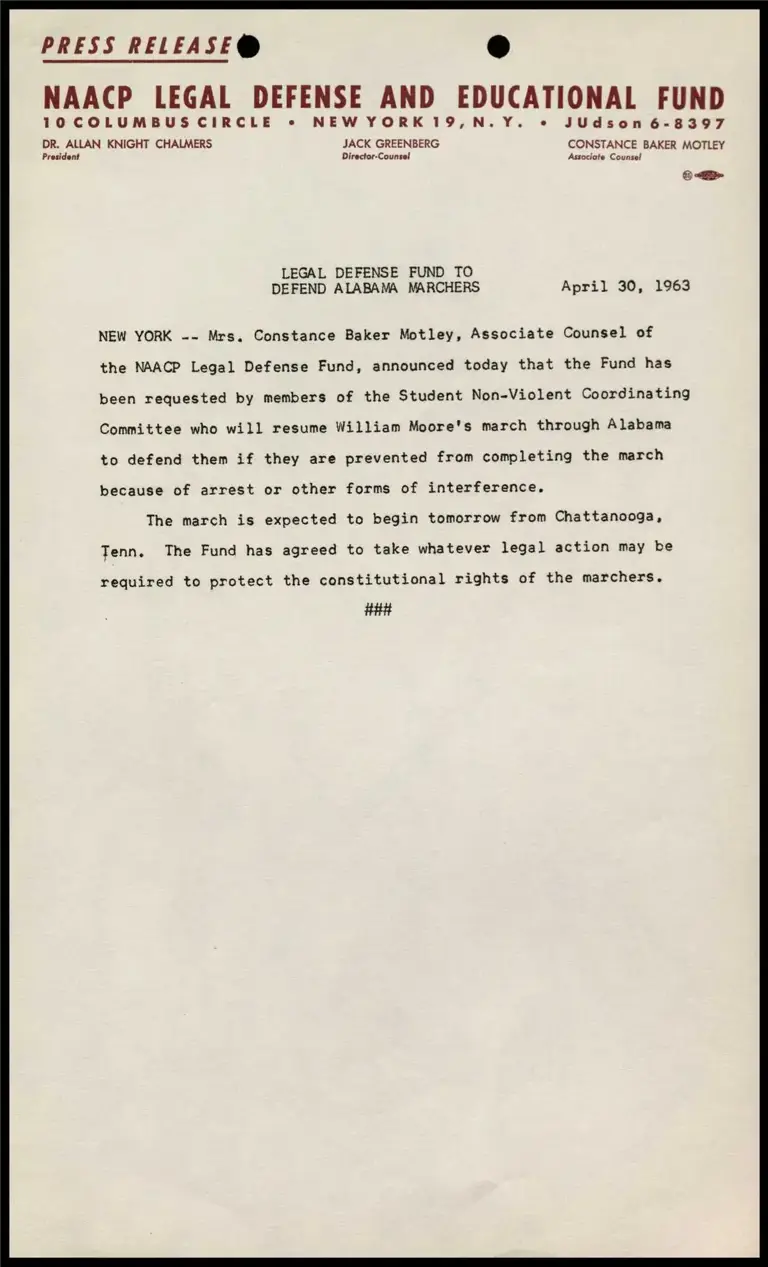 PRESS RELEASE
NAACP LEGAL DEFENSE AND EDUCATIONAL FUND
10 COLUMBUS CIRCLE • NEW YORK 19, N. Y. • JUdson 6-8397
DR. ALLAN KNIGHT CHALMERS JACK GREENBERG CONSTANCE BAKER MOTLEY
President Director-Counsel Associate Counsel
LEGAL DEFENSE FUND TO
DEFEND ALABAMA MARCHERS April 30, 1963
NEW YORK -- Mrs. Constance Baker Motley, Associate Counsel of
the NAACP Legal Defense Fund, announced today that the Fund has
been requested by members of the Student Non-Violent Coordinating
Committee who will resume William Moore's march through Alabama
to defend them if they are prevented from completing the march
because of arrest or other forms of interference.
The march is expected to begin tomorrow from Chattanooga,
Tenn. The Fund has agreed to take whatever legal action may be
required to protect the constitutional rights of the marchers.
###